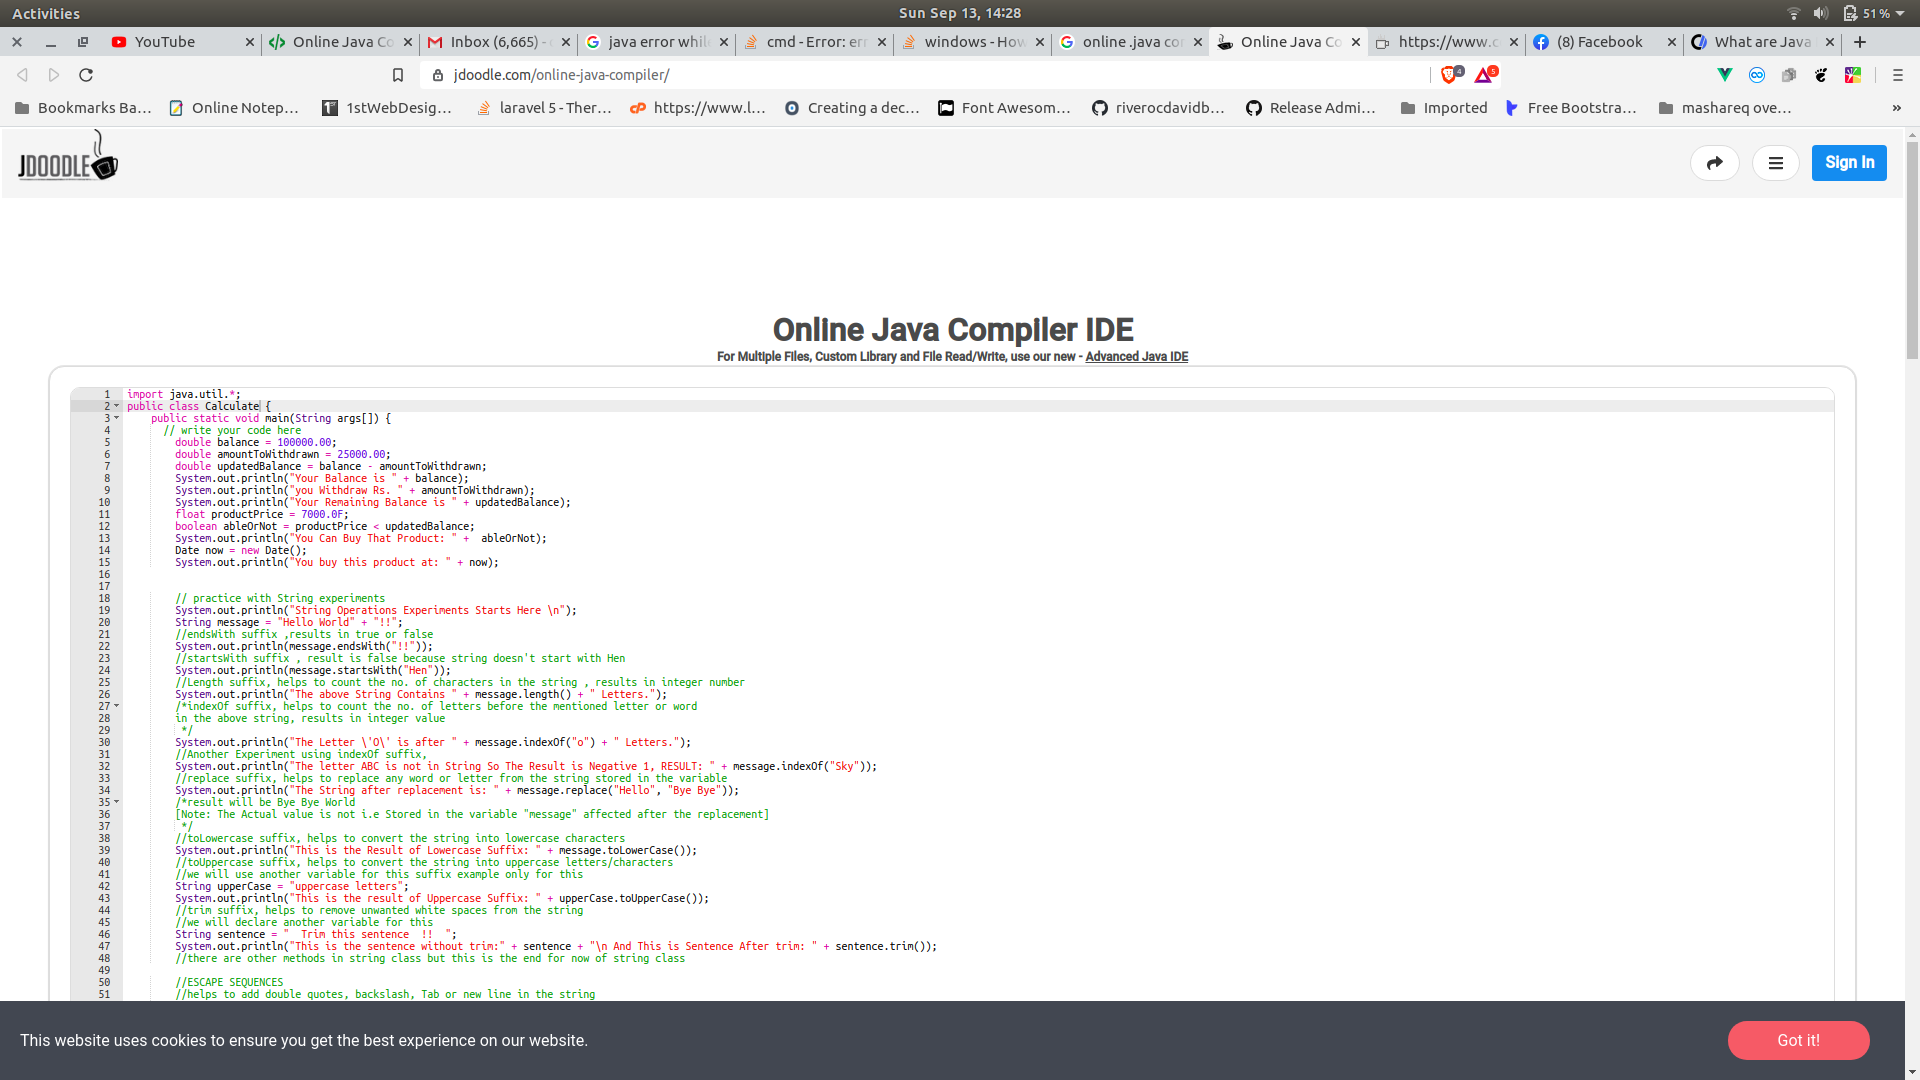 Activities
Sun Sep 13, 14:28
51 %
YouTube
Online Java Co
Inbox (6,665) -
java error whil
cmd - Error: er
windows - How
online .java co
Online Java Co
https://www.c
(8) Facebook
What are Java
jdoodle.com/online-java-compiler/
4
5
Bookmarks Ba...
Online Notep...
1stWebDesig...
laravel 5 - Ther...
https://www.l...
Creating a dec...
Font Awesom...
riverocdavidb...
Release Admi...
Imported
Free Bootstra...
mashareq ove...
»
JDOODLE
Sign In
Online Java Compiler IDE
For Multiple Files, Custom Library and File Read/Write, use our new - Advanced Java IDE
1 import java.util.*;
2 public class Calculate {
3 public static void main(String args[]) {
4 // write your code here
5 double balance = 100000.00;
6 double amountToWithdrawn = 25000.00;
7 double updatedBalance = balance - amountToWithdrawn;
8 System.out.println("Your Balance is " + balance);
9 System.out.println("you Withdraw Rs. " + amountToWithdrawn);
10 System.out.println("Your Remaining Balance is " + updatedBalance);
11 float productPrice = 7000.0F;
12 boolean ableOrNot = productPrice < updatedBalance;
13 System.out.println("You Can Buy That Product: " +  ableOrNot);
14 Date now = new Date();
15 System.out.println("You buy this product at: " + now);
16
17
18 // practice with String experiments
19 System.out.println("String Operations Experiments Starts Here \n");
20 String message = "Hello World" + "!!";
21 //endsWith suffix ,results in true or false
22 System.out.println(message.endsWith("!!"));
23 //startsWith suffix , result is false because string doesn't start with Hen
24 System.out.println(message.startsWith("Hen"));
25 //Length suffix, helps to count the no. of characters in the string , results in integer number
26 System.out.println("The above String Contains " + message.length() + " Letters.");
27 /*indexOf suffix, helps to count the no. of letters before the mentioned letter or word
28 in the above string, results in integer value
29 */
30 System.out.println("The Letter \'O\' is after " + message.indexOf("o") + " Letters.");
31 //Another Experiment using indexOf suffix,
32 System.out.println("The letter ABC is not in String So The Result is Negative 1, RESULT: " + message.indexOf("Sky"));
33 //replace suffix, helps to replace any word or letter from the string stored in the variable
34 System.out.println("The String after replacement is: " + message.replace("Hello", "Bye Bye"));
35 /*result will be Bye Bye World
36 [Note: The Actual value is not i.e Stored in the variable "message" affected after the replacement]
37 */
38 //toLowercase suffix, helps to convert the string into lowercase characters
39 System.out.println("This is the Result of Lowercase Suffix: " + message.toLowerCase());
40 //toUppercase suffix, helps to convert the string into uppercase letters/characters
41 //we will use another variable for this suffix example only for this
42 String upperCase = "uppercase letters";
43 System.out.println("This is the result of Uppercase Suffix: " + upperCase.toUpperCase());
44 //trim suffix, helps to remove unwanted white spaces from the string
45 //we will declare another variable for this
46 String sentence = "  Trim this sentence  !!  ";
47 System.out.println("This is the sentence without trim:" + sentence + "\n And This is Sentence After trim: " + sentence.trim());
48 //there are other methods in string class but this is the end for now of string class
49
50 //ESCAPE SEQUENCES
51 //helps to add double quotes, backslash, Tab or new line in the string
This website uses cookies to ensure you get the best experience on our website.
Got it!